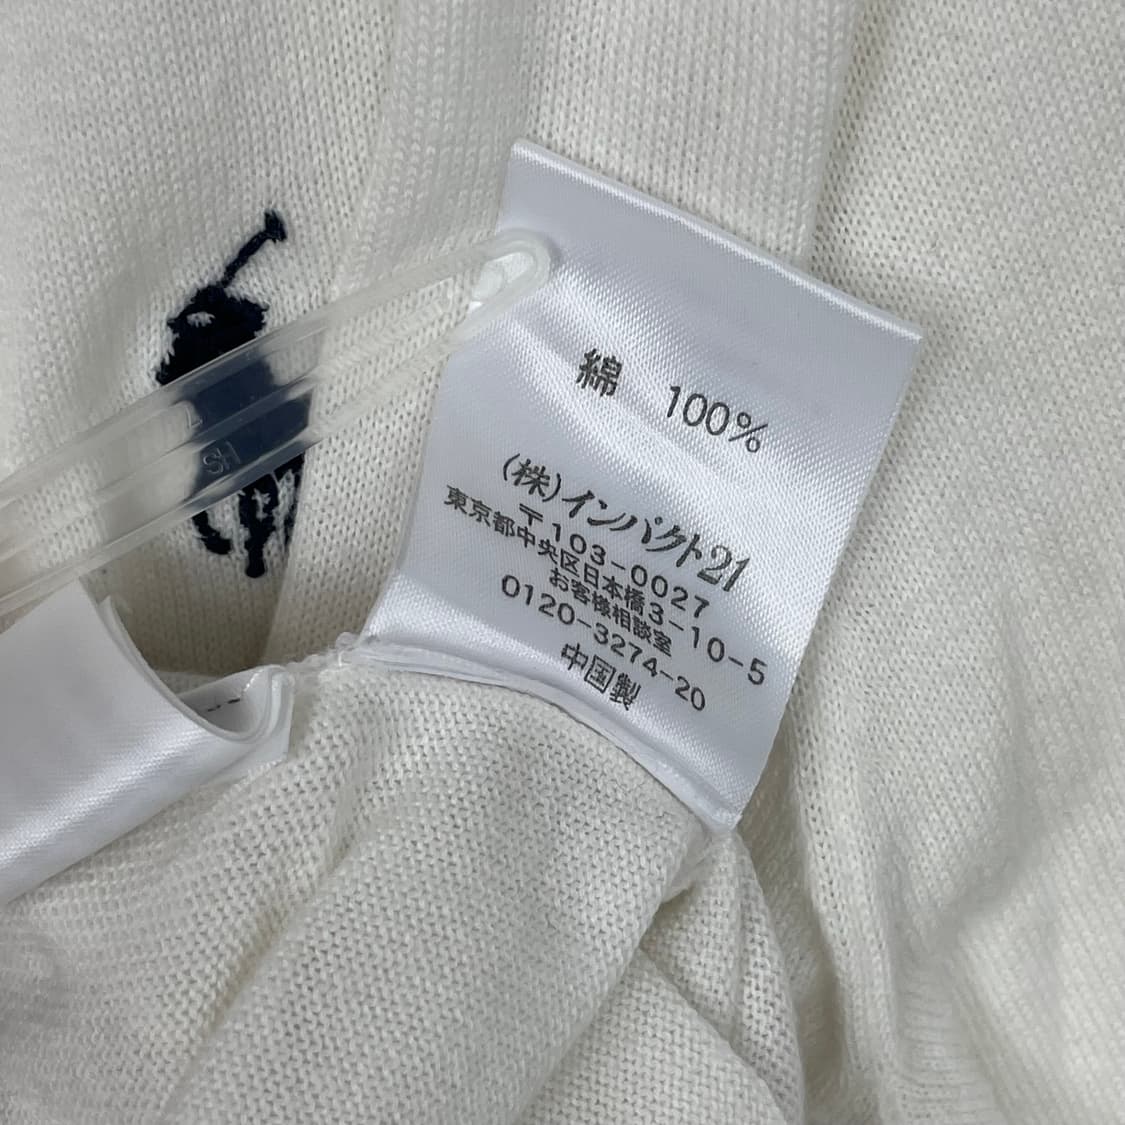 綿 100%
(株)インパクト21
〒103-0027
東京都中央区日本橋3-10-5
お客様相談室
0120-3274-20
中国製
SH